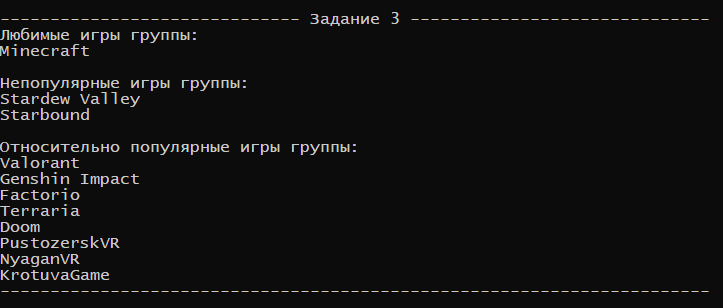 ------------------------------ Задание 3 ------------------------------
Любимые игры группы:
Minecraft
Непопулярные игры группы:
Stardew Valley
Starbound
Относительно популярные игры группы:
Valorant
Genshin Impact
Factorio
Terraria
Doom
PustozerskVR
NyaganVR
KrotuvaGame
-----------------------------------------------------------------------